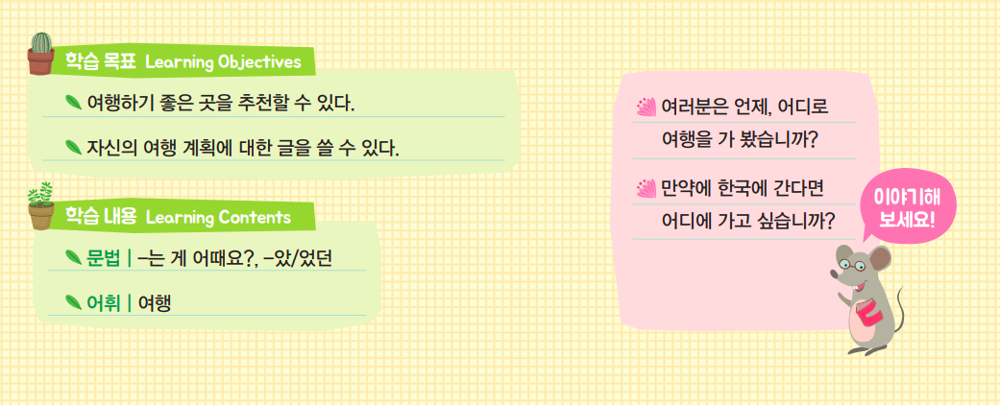 학습 목표 Learning Objectives
여행하기 좋은 곳을 추천할 수 있다.
자신의 여행 계획에 대한 글을 쓸 수 있다.
학습 내용 Learning Contents
문법 | –는 게 어때요?, –았/었던
어휘 | 여행
여러분은 언제, 어디로
여행을 가 봤습니까?
만약에 한국에 간다면
어디에 가고 싶습니까?
이야기해
보세요!